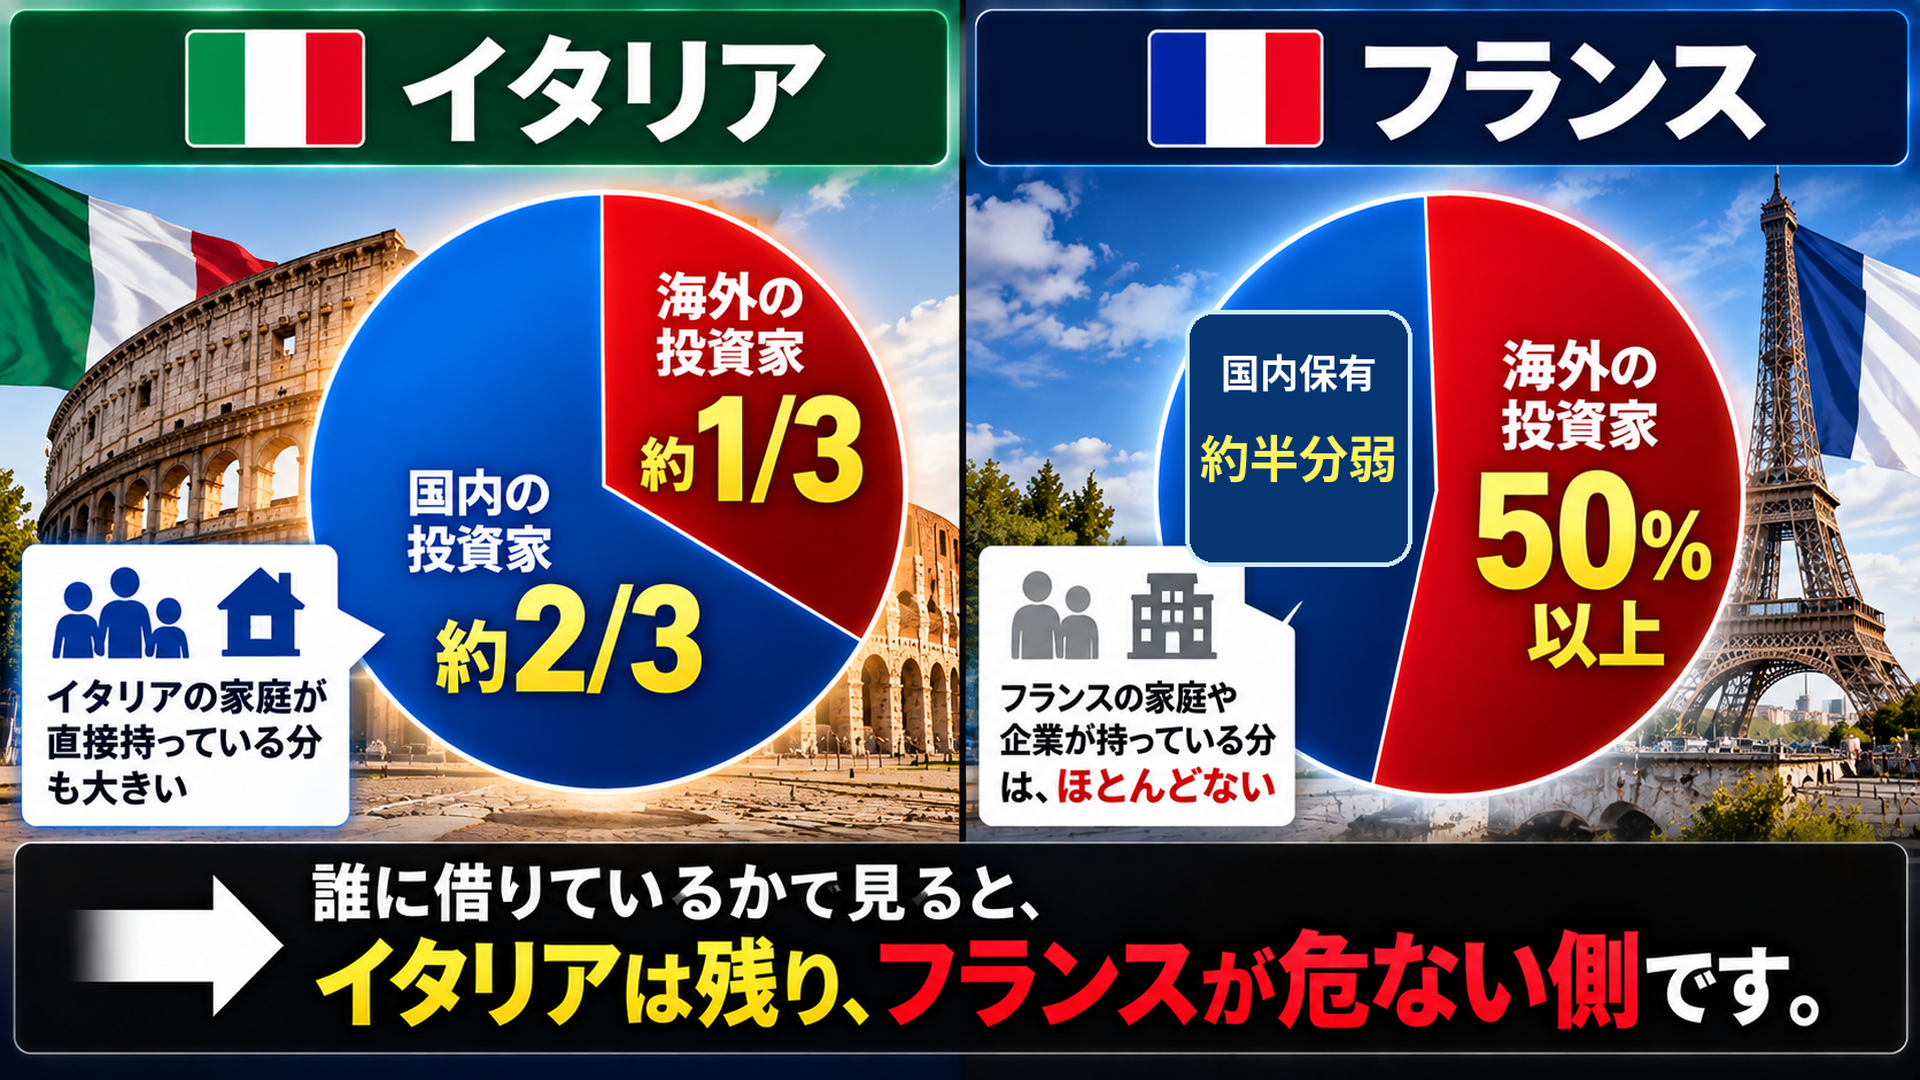 イタリア
海外の
投資家
約1/3
国内の
投資家
約2/3
イタリアの家庭が
直接持っている分
も大きい
フランス
国内保有
約半分弱
海外の
投資家
50%
以上
フランスの家庭や
企業が持っている分
は、ほとんどない
誰に借りているかで見ると、
イタリアは残り、フランスが危ない側です。